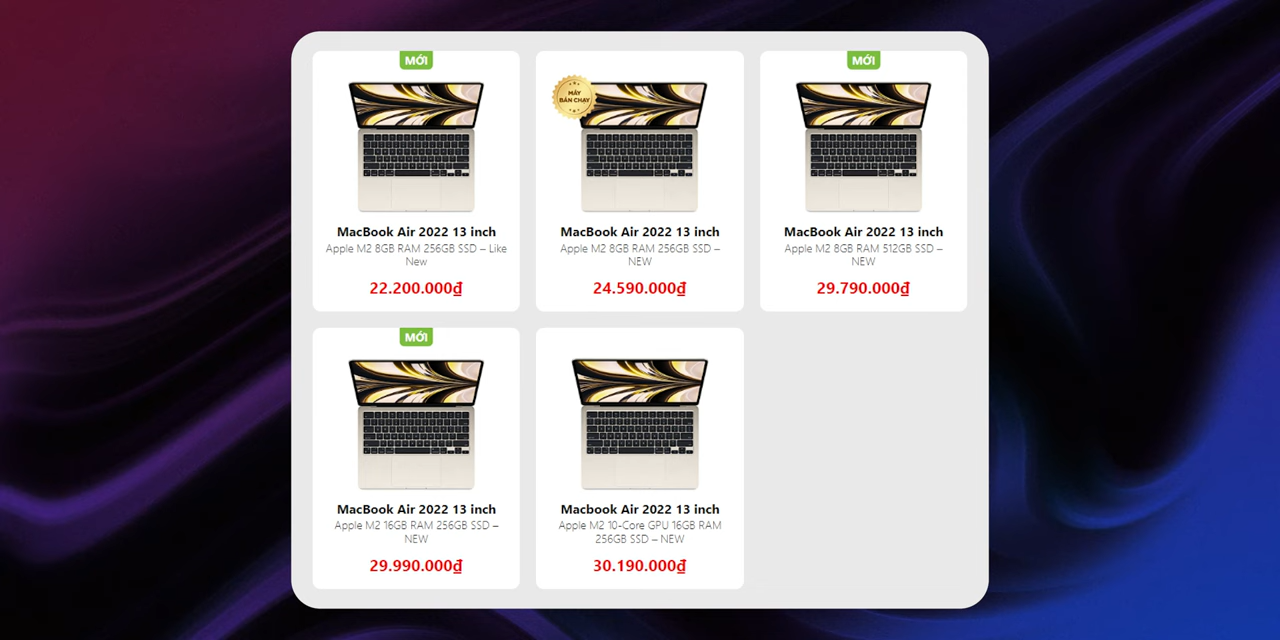 MỚI
MacBook Air 2022 13 inch
Apple M2 8GB RAM 256GB SSD – Like
New
22.200.000₫
MÁY
BÁN CHẠY
MacBook Air 2022 13 inch
Apple M2 8GB RAM 256GB SSD –
NEW
24.590.000₫
MỚI
MacBook Air 2022 13 inch
Apple M2 8GB RAM 512GB SSD –
NEW
29.790.000₫
MỚI
MacBook Air 2022 13 inch
Apple M2 16GB RAM 256GB SSD –
NEW
29.990.000₫
Macbook Air 2022 13 inch
Apple M2 10-Core GPU 16GB RAM
256GB SSD – NEW
30.190.000₫